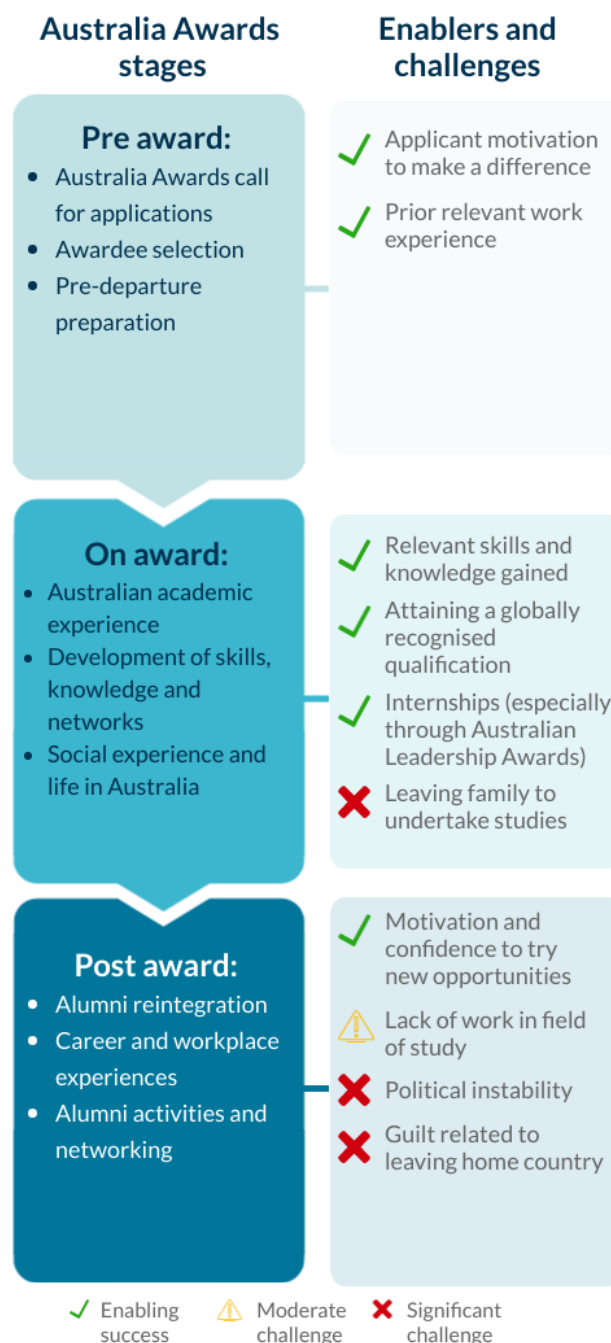 Australia Awards
stages
Enablers and
challenges
Pre award:
• Australia Awards call
for applications
• Awardee selection
• Pre-departure
preparation
Applicant motivation
to make a difference
Prior relevant work
experience
On award:
• Australian academic
experience
• Development of skills,
knowledge and
networks
• Social experience and
life in Australia
Relevant skills and
knowledge gained
Attaining a globally
recognised
qualification
Internships (especially
through Australian
Leadership Awards)
Leaving family to
undertake studies
Post award:
• Alumni reintegration
• Career and workplace
experiences
• Alumni activities and
networking
Motivation and
confidence to try
new opportunities
Lack of work in field
of study
Political instability
Guilt related to
leaving home country
Enabling
success
Moderate
challenge
Significant
challenge